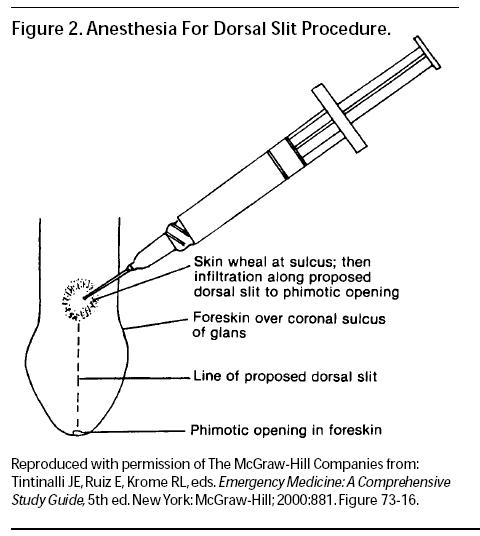 Figure 2. Anesthesia For Dorsal Slit Procedure.
Skin wheal at sulcus; then
infiltration along proposed
dorsal slit to phimotic opening
Foreskin over coronal sulcus
of glans
Line of proposed dorsal slit
Phimotic opening in foreskin
Reproduced with permission of The McGraw-Hill Companies from:
Tintinalli JE, Ruiz E, Krome RL, eds. Emergency Medicine: A Comprehensive
Study Guide, 5th ed. New York: McGraw-Hill; 2000:881. Figure 73-16.